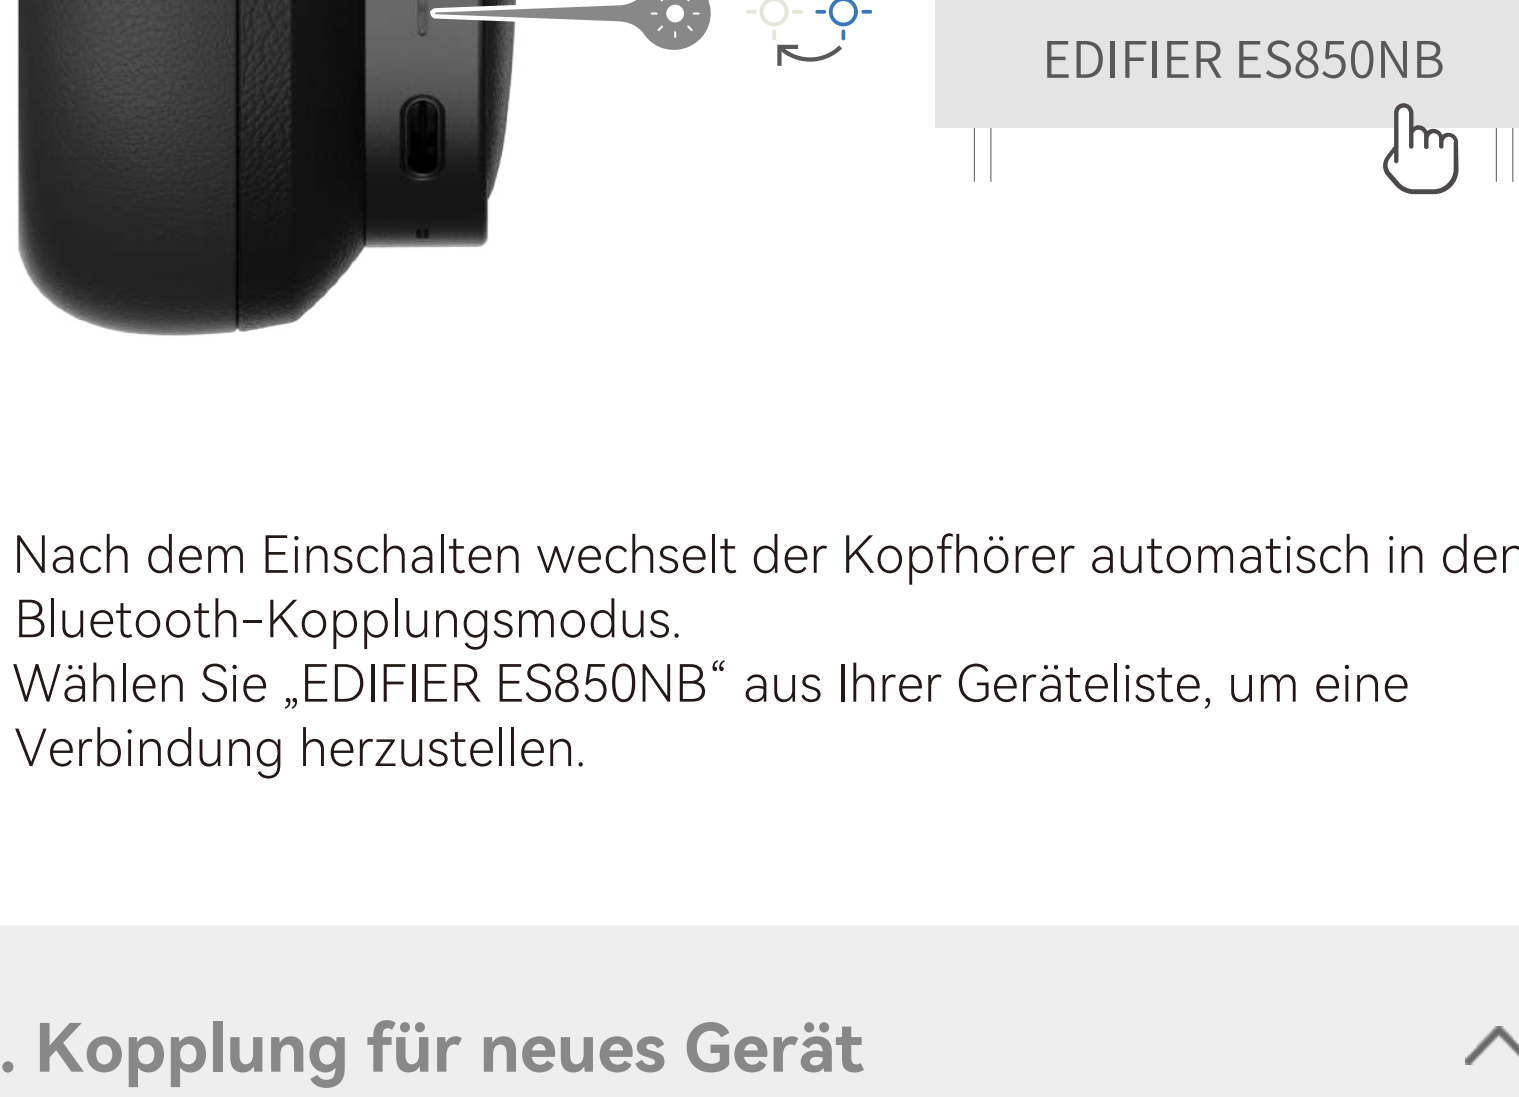 EDIFIER ES850NB
Nach dem Einschalten wechselt der Kopfhörer automatisch in den
Bluetooth-Kopplungsmodus.
Wählen Sie „EDIFIER ES850NB“ aus Ihrer Geräteliste, um eine
Verbindung herzustellen.
. Kopplung für neues Gerät